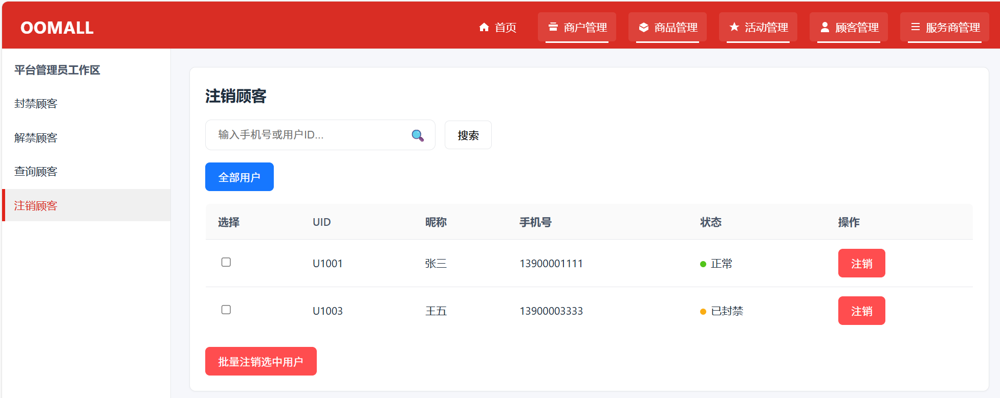 OOMALL
首页 商户管理 商品管理 活动管理 顾客管理 服务商管理
平台管理员工作区
封禁顾客
解禁顾客
查询顾客
注销顾客
注销顾客
输入手机号或用户ID... 搜索
全部用户
选择 UID 昵称 手机号 状态 操作
U1001 张三 13900001111 正常 注销
U1003 王五 13900003333 已封禁 注销
批量注销选中用户